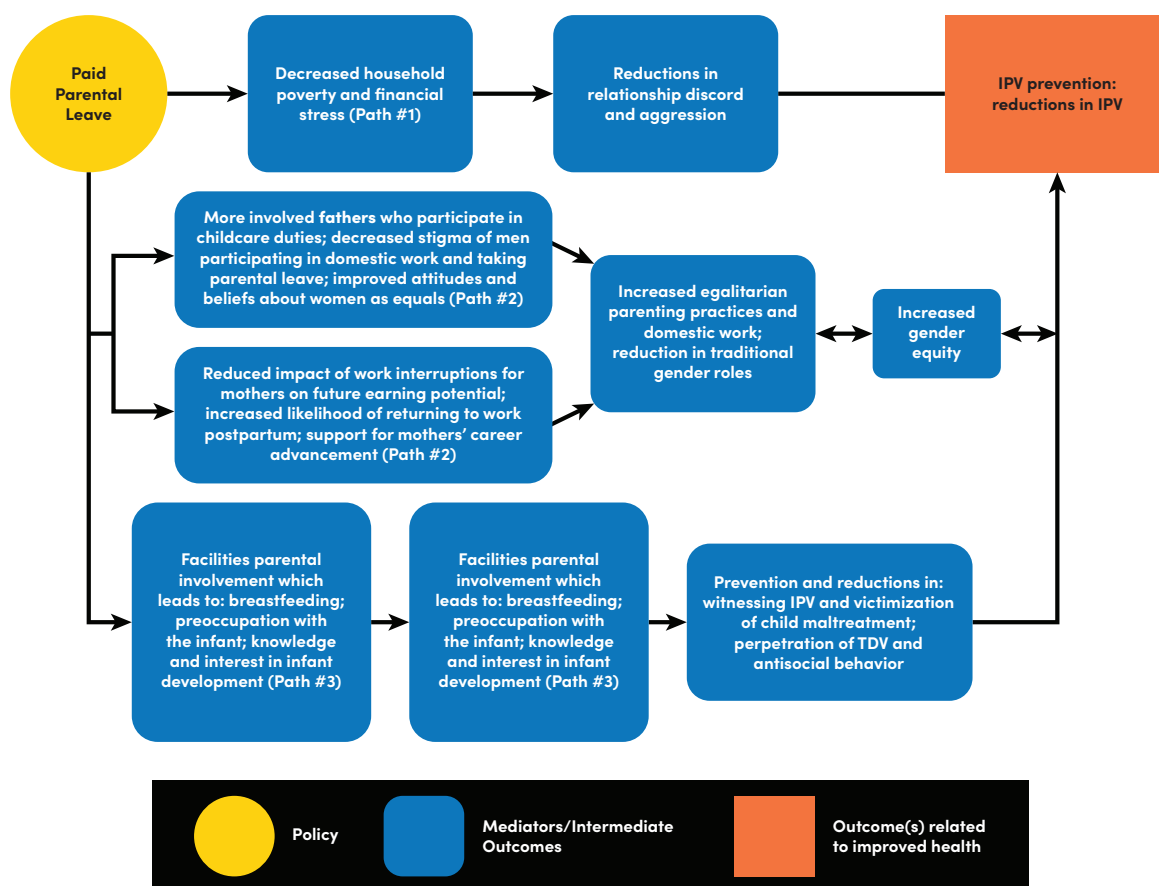 Paid
Parental
Leave
Decreased household
poverty and financial
stress (Path #1)
Reductions in
relationship discord
and aggression
IPV prevention:
reductions in IPV
More involved fathers who participate in
childcare duties; decreased stigma of men
participating in domestic work and taking
parental leave; improved attitudes and
beliefs about women as equals (Path #2)
Reduced impact of work interruptions for
mothers on future earning potential;
increased likelihood of returning to work
postpartum; support for mothers’ career
advancement (Path #2)
Increased egalitarian
parenting practices and
domestic work;
reduction in traditional
gender roles
Increased
gender
equity
Facilities parental
involvement which
leads to: breastfeeding;
preoccupation with
the infant; knowledge
and interest in infant
development (Path #3)
Facilities parental
involvement which
leads to: breastfeeding;
preoccupation with
the infant; knowledge
and interest in infant
development (Path #3)
Prevention and reductions in:
witnessing IPV and victimization
of child maltreatment;
perpetration of TDV and
antisocial behavior
Policy
Mediators/Intermediate
Outcomes
Outcome(s) related
to improved health